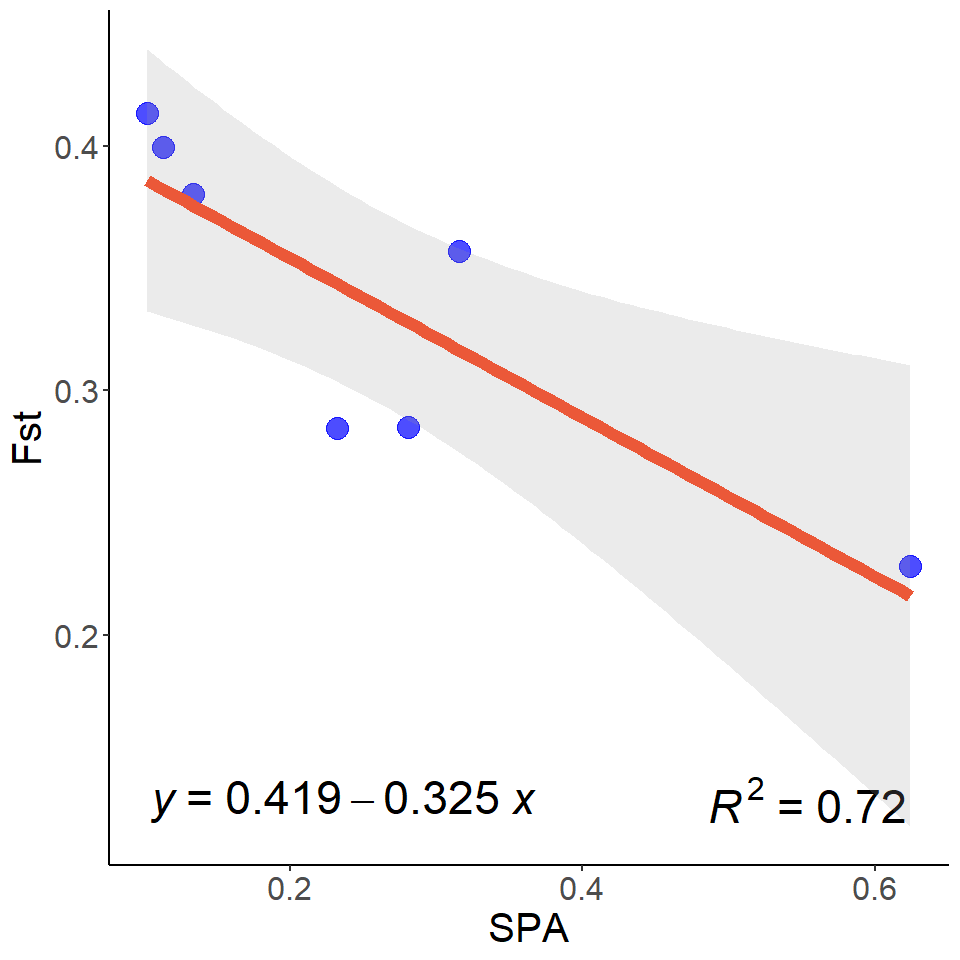 Fst
0.4
0.3
0.2
y = 0.419 − 0.325 x
R² = 0.72
0.2 0.4 0.6
SPA